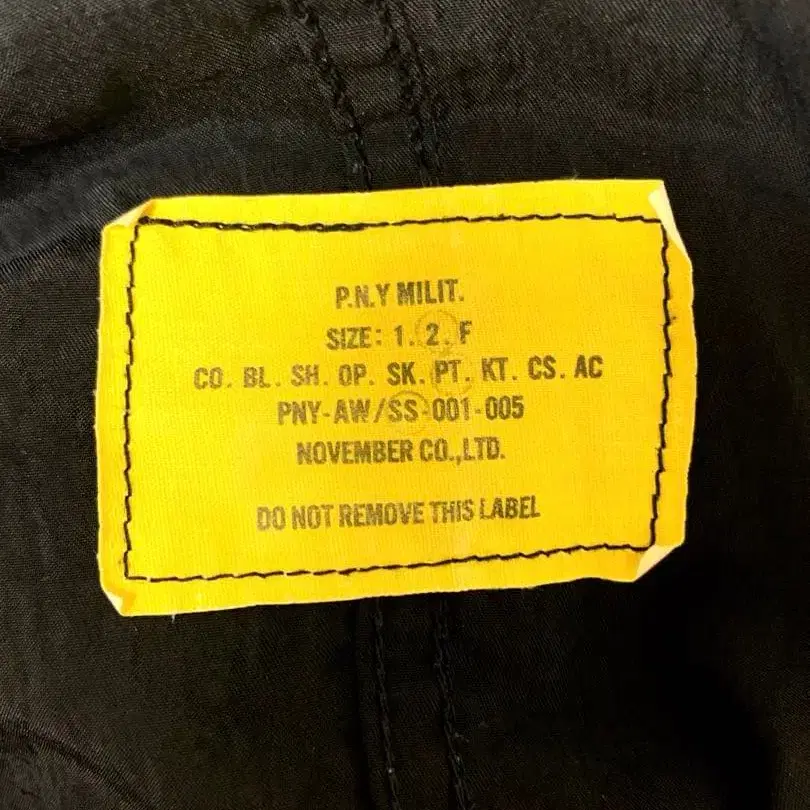 P.N.Y MILIT.
SIZE: 1. 2. F
CO. BL. SH. OP. SK. PT. KT. CS. AC
PNY-AW/SS-001-005
NOVEMBER CO.,LTD.
DO NOT REMOVE THIS LABEL